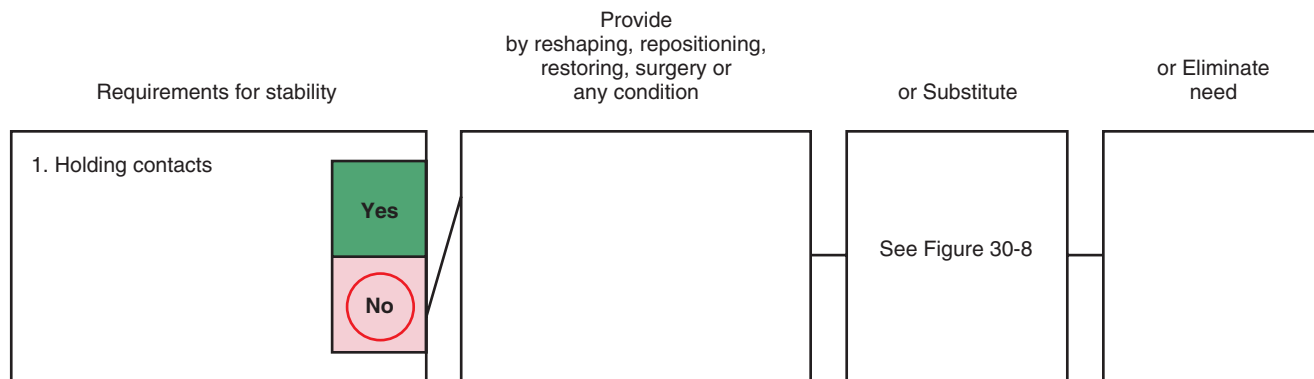 Requirements for stability
Provide
by reshaping, repositioning,
restoring, surgery or
any condition
or Substitute
or Eliminate
need
1. Holding contacts
Yes
No
See Figure 30-8